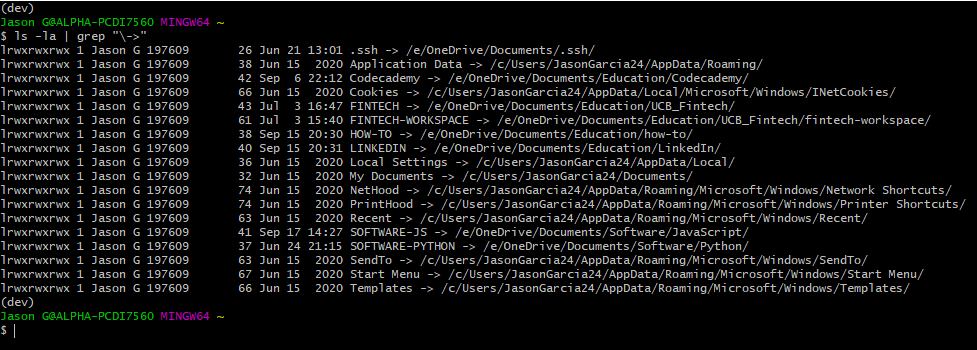 (dev)
Jason G@ALPHA-PCDI7560 MINGW64 ~
$ ls -la | grep "\->"
lrwxrwxrwx 1 Jason G 197609       26 Jun 21 13:01 .ssh -> /e/OneDrive/Documents/.ssh/
lrwxrwxrwx 1 Jason G 197609       38 Jun 15  2020 Application Data -> /c/Users/JasonGarcia24/AppData/Roaming/
lrwxrwxrwx 1 Jason G 197609       42 Sep  6 22:12 Codecademy -> /e/OneDrive/Documents/Education/Codecademy/
lrwxrwxrwx 1 Jason G 197609       66 Jun 15  2020 Cookies -> /c/Users/JasonGarcia24/AppData/Local/Microsoft/Windows/INetCookies/
lrwxrwxrwx 1 Jason G 197609       43 Jul  3 16:47 FINTECH -> /e/OneDrive/Documents/Education/UCB_Fintech/
lrwxrwxrwx 1 Jason G 197609       61 Jul  3 15:40 FINTECH-WORKSPACE -> /e/OneDrive/Documents/Education/UCB_Fintech/fintech-workspace/
lrwxrwxrwx 1 Jason G 197609       38 Sep 15 20:30 HOW-TO -> /e/OneDrive/Documents/Education/how-to/
lrwxrwxrwx 1 Jason G 197609       40 Sep 15 20:31 LINKEDIN -> /e/OneDrive/Documents/Education/LinkedIn/
lrwxrwxrwx 1 Jason G 197609       36 Jun 15  2020 Local Settings -> /c/Users/JasonGarcia24/AppData/Local/
lrwxrwxrwx 1 Jason G 197609       32 Jun 15  2020 My Documents -> /c/Users/JasonGarcia24/Documents/
lrwxrwxrwx 1 Jason G 197609       74 Jun 15  2020 NetHood -> /c/Users/JasonGarcia24/AppData/Roaming/Microsoft/Windows/Network Shortcuts/
lrwxrwxrwx 1 Jason G 197609       74 Jun 15  2020 PrintHood -> /c/Users/JasonGarcia24/AppData/Roaming/Microsoft/Windows/Printer Shortcuts/
lrwxrwxrwx 1 Jason G 197609       63 Jun 15  2020 Recent -> /c/Users/JasonGarcia24/AppData/Roaming/Microsoft/Windows/Recent/
lrwxrwxrwx 1 Jason G 197609       41 Sep 17 14:27 SOFTWARE-JS -> /e/OneDrive/Documents/Software/JavaScript/
lrwxrwxrwx 1 Jason G 197609       37 Jun 24 21:15 SOFTWARE-PYTHON -> /e/OneDrive/Documents/Software/Python/
lrwxrwxrwx 1 Jason G 197609       63 Jun 15  2020 SendTo -> /c/Users/JasonGarcia24/AppData/Roaming/Microsoft/Windows/SendTo/
lrwxrwxrwx 1 Jason G 197609       67 Jun 15  2020 Start Menu -> /c/Users/JasonGarcia24/AppData/Roaming/Microsoft/Windows/Start Menu/
lrwxrwxrwx 1 Jason G 197609       66 Jun 15  2020 Templates -> /c/Users/JasonGarcia24/AppData/Roaming/Microsoft/Windows/Templates/
(dev)
Jason G@ALPHA-PCDI7560 MINGW64 ~
$